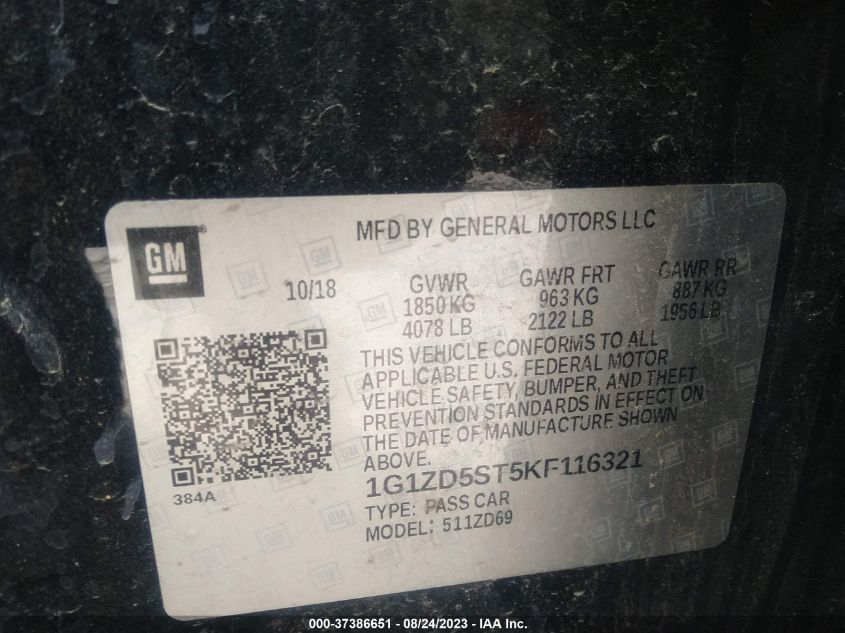 GM
MFD BY GENERAL MOTORS LLC
10/18 GVWR GAWR FRT GAWR RR
1850 KG 963 KG 887 KG
4078 LB 2122 LB 1956 LB
THIS VEHICLE CONFORMS TO ALL
APPLICABLE U.S. FEDERAL MOTOR
VEHICLE SAFETY, BUMPER, AND THEFT
PREVENTION STANDARDS IN EFFECT ON
THE DATE OF MANUFACTURE SHOWN
ABOVE.
384A
1G1ZD5ST5KF116321
TYPE: PASS CAR
MODEL: 511ZD69
000-37386651 - 08/24/2023 - IAA Inc.